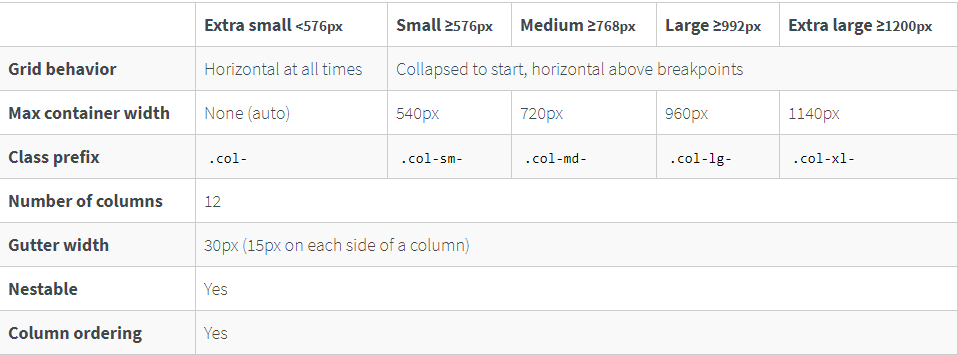 Extra small <576px Small ≥576px Medium ≥768px Large ≥992px Extra large ≥1200px
Grid behavior Horizontal at all times Collapsed to start, horizontal above breakpoints
Max container width None (auto) 540px 720px 960px 1140px
Class prefix .col- .col-sm- .col-md- .col-lg- .col-xl-
Number of columns 12
Gutter width 30px (15px on each side of a column)
Nestable Yes
Column ordering Yes